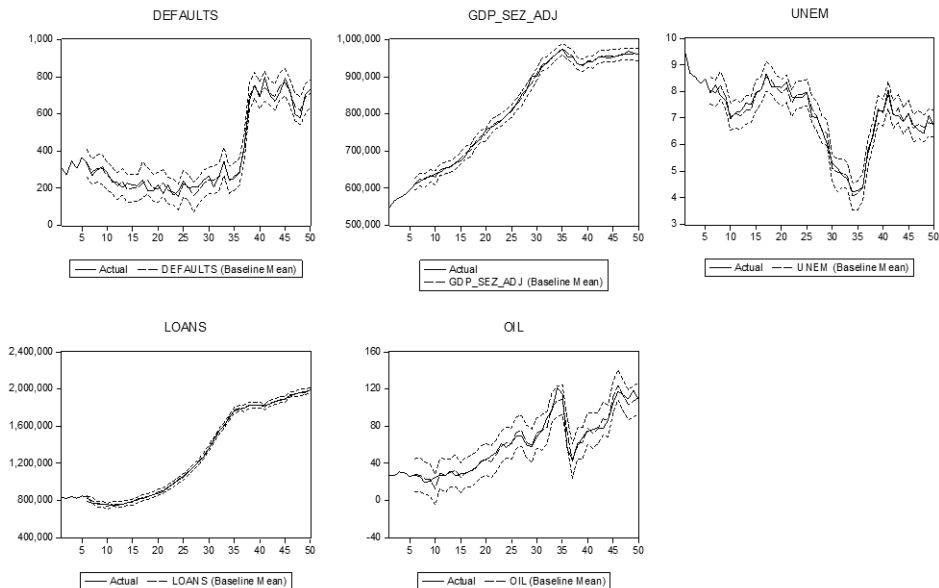 DEFAULTS
1,000
800
600
400
200
0
5 10 15 20 25 30 35 40 45 50
Actual DEFAULTS (Baseline Mean)
GDP_SEZ_ADJ
1,000,000
900,000
800,000
700,000
600,000
500,000
5 10 15 20 25 30 35 40 45 50
Actual
GDP_SEZ_ADJ (Baseline Mean)
UNEM
10
9
8
7
6
5
4
3
5 10 15 20 25 30 35 40 45 50
Actual UNEM (Baseline Mean)
LOANS
2,400,000
2,000,000
1,600,000
1,200,000
800,000
400,000
5 10 15 20 25 30 35 40 45 50
Actual LOANS (Baseline Mean)
OIL
160
120
80
40
0
-40
5 10 15 20 25 30 35 40 45 50
Actual OIL (Baseline Mean)